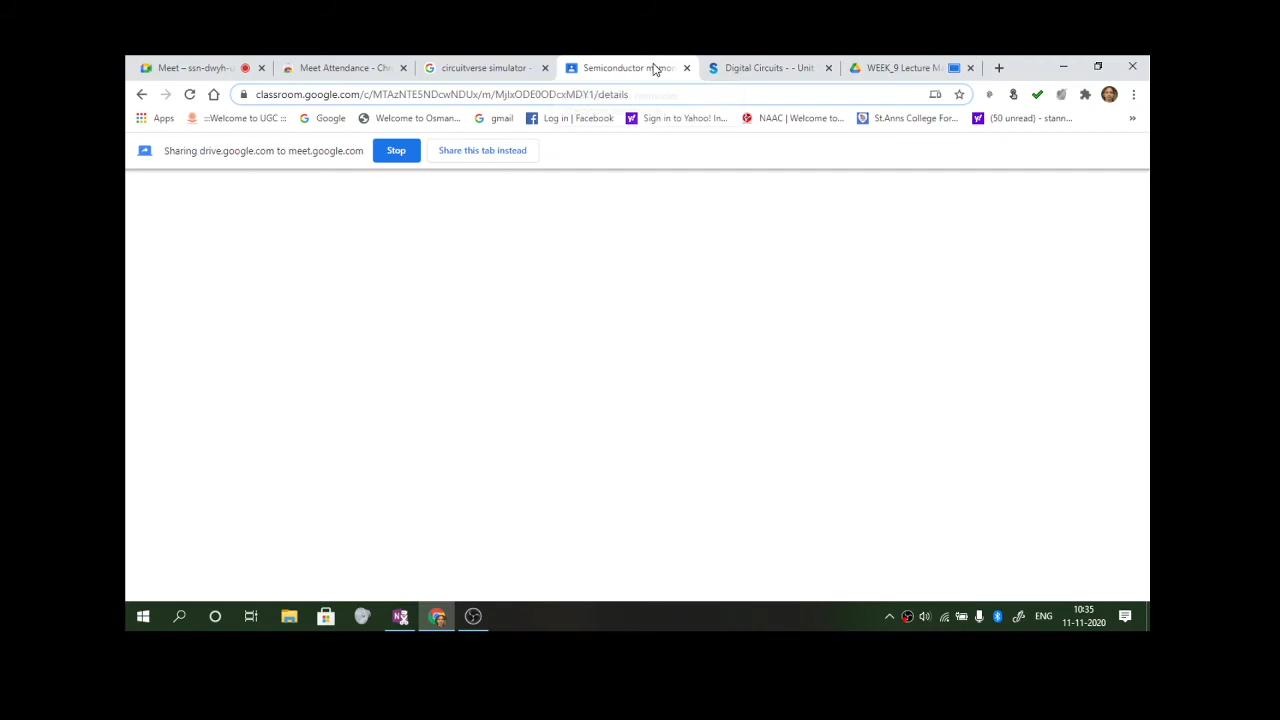 Meet – ssn-dwyh-u
Meet Attendance - Chr
circuitverse simulator -
Semiconductor memor
Digital Circuits - - Unit
WEEK_9 Lecture Ma
classroom.google.com/c/MTAzNTE5NDcwNDUx/m/MjIxODE0ODcxMDY1/details
Apps
:::Welcome to UGC :::
Google
Welcome to Osman...
gmail
Log in | Facebook
Sign in to Yahoo! In...
NAAC | Welcome to...
St.Anns College For...
(50 unread) - stann...
»
Sharing drive.google.com to meet.google.com
Stop
Share this tab instead
ENG
10:35
11-11-2020